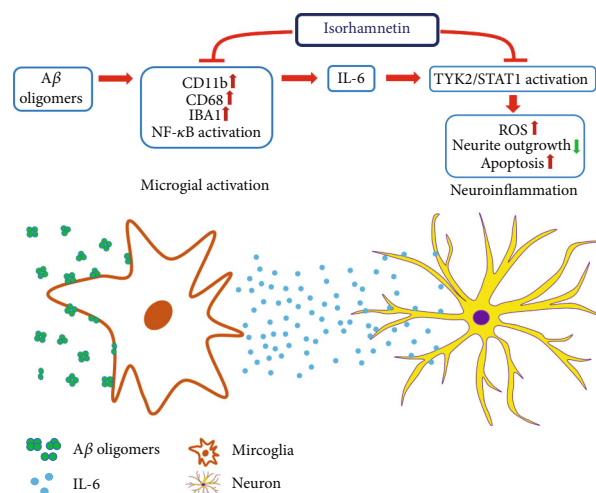 Isorhamnetin
Aβ
oligomers
CD11b
CD68
IBA1
NF-κB activation
IL-6
TYK2/STAT1 activation
ROS
Neurite outgrowth
Apoptosis
Microgial activation
Neuroinflammation
Aβ oligomers
Mircoglia
IL-6
Neuron